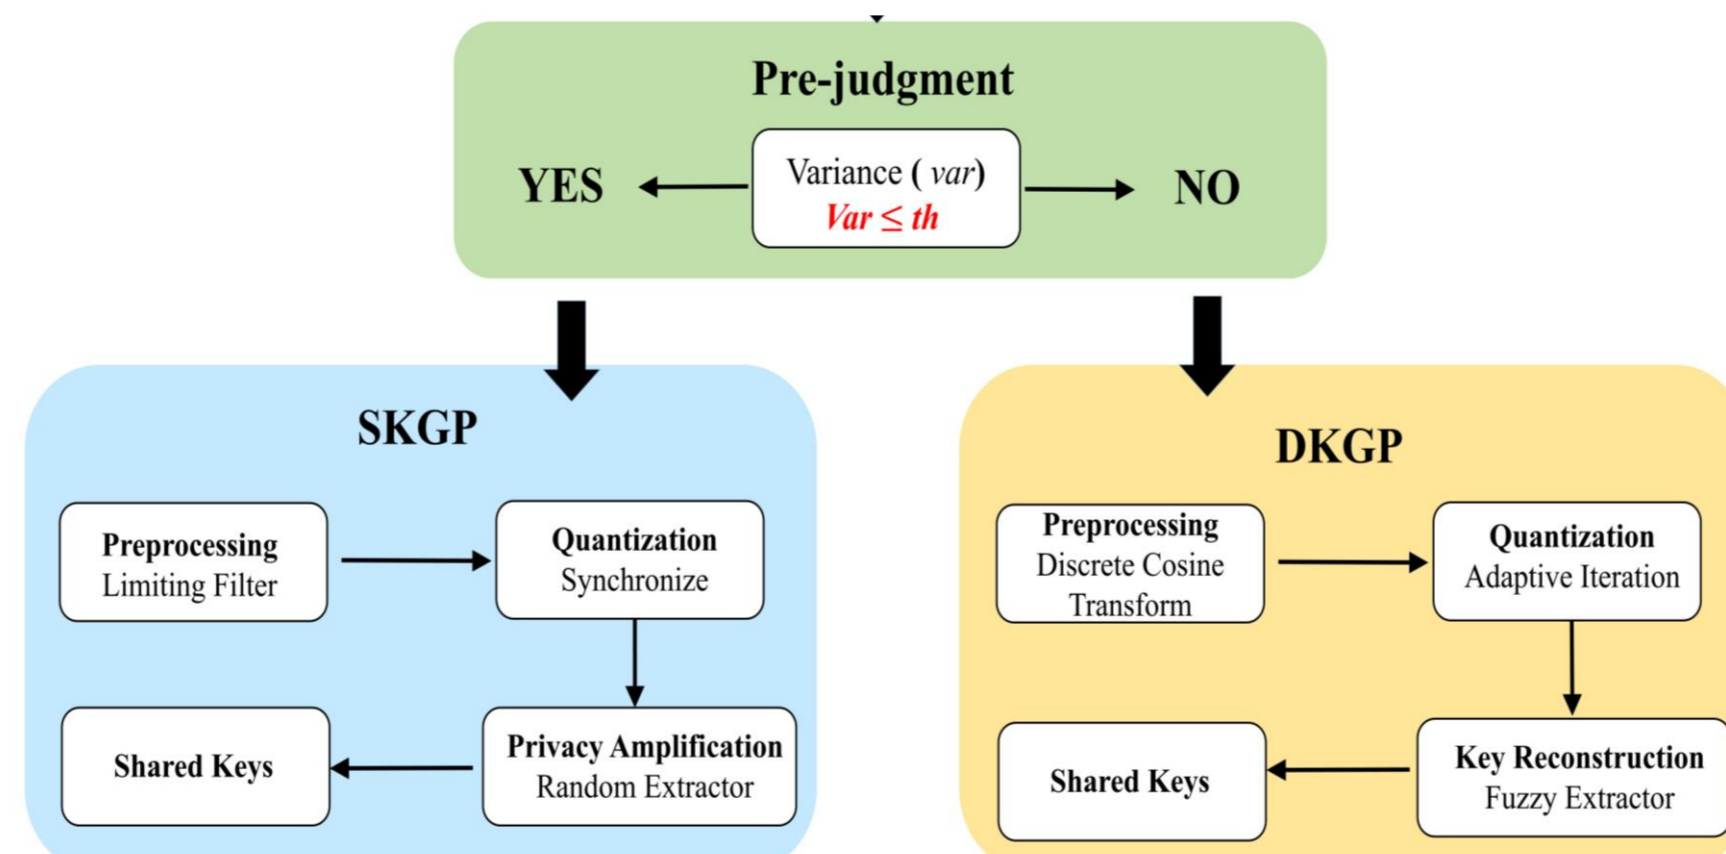 Pre-judgment
YES
Variance ( var)
Var ≤ th
NO
SKGP
Preprocessing
Limiting Filter
Quantization
Synchronize
Privacy Amplification
Random Extractor
Shared Keys
DKGP
Preprocessing
Discrete Cosine
Transform
Quantization
Adaptive Iteration
Key Reconstruction
Fuzzy Extractor
Shared Keys